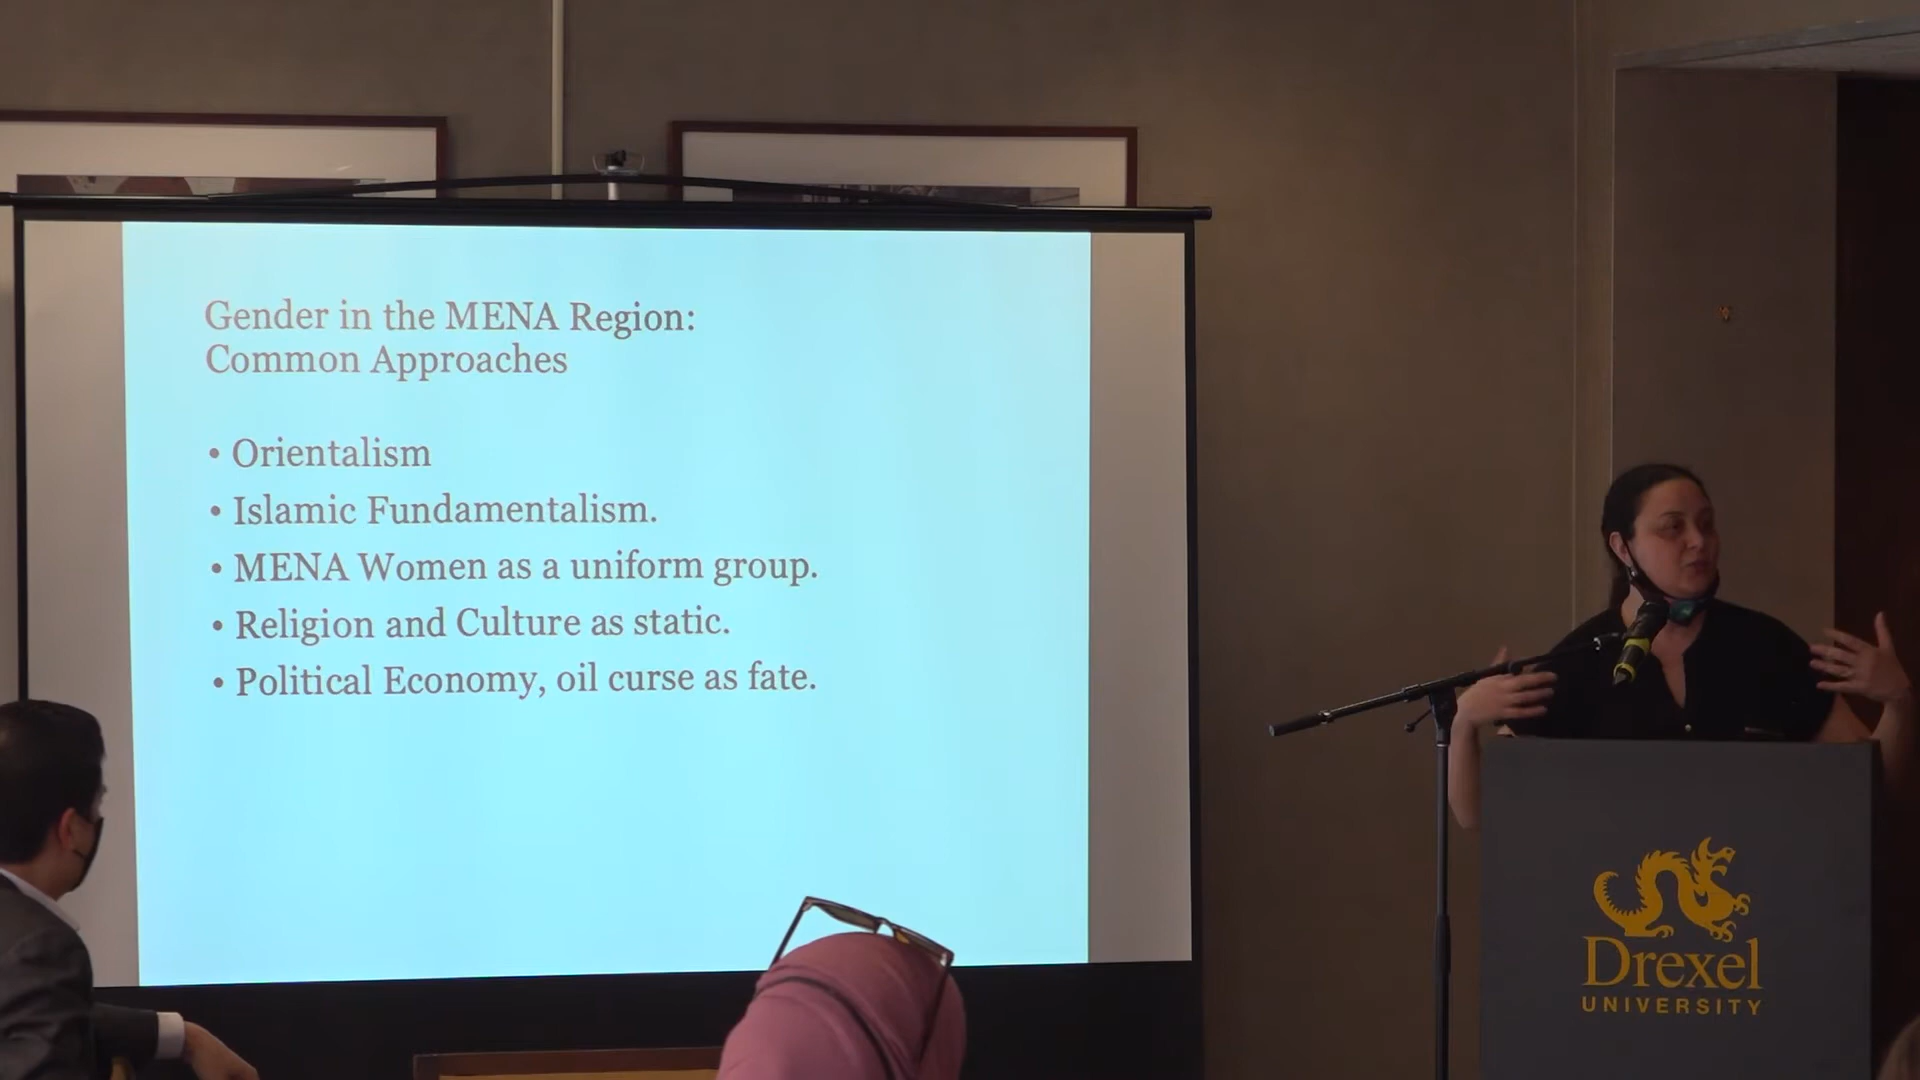 Gender in the MENA Region:
Common Approaches
• Orientalism
• Islamic Fundamentalism.
• MENA Women as a uniform group.
• Religion and Culture as static.
• Political Economy, oil curse as fate.
Drexel
UNIVERSITY